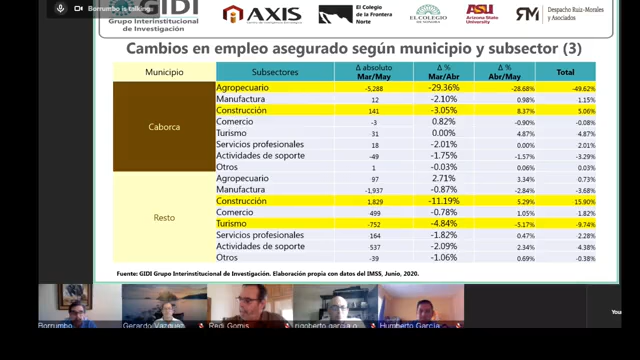 Borrumbo is talking
GIDI
Grupo Interinstitucional
de Investigación
AXIS
El Colegio
de la Frontera
Norte
EL COLEGIO
DE SONORA
ASU
Arizona State
University
RM
Despacho Ruiz-Morales
y Asociados
Cambios en empleo asegurado según municipio y subsector (3)
Municipio Subsectores Δ absoluto Mar/May Δ % Mar/Abr Δ % Abr/May Total
Caborca
Agropecuario -5,288 -29.36% -28.68% -49.62%
Manufactura 12 -2.10% 0.98% 1.15%
Construcción 141 -3.05% 8.37% 5.06%
Comercio -3 0.82% -0.90% -0.08%
Turismo 31 0.00% 4.87% 4.87%
Servicios profesionales 18 -2.01% 0.00% 2.01%
Actividades de soporte -49 -1.75% -1.57% -3.29%
Otros 1 -0.03% 0.06% 0.03%
Resto
Agropecuario 97 2.71% 3.34% 0.73%
Manufactura -1,937 -0.87% -2.84% -3.68%
Construcción 1,829 -11.19% 5.29% 15.90%
Comercio 499 -0.78% 1.05% 1.82%
Turismo -752 -4.84% -5.17% -9.74%
Servicios profesionales 164 -1.82% 0.47% 2.28%
Actividades de soporte 537 -2.09% 2.34% 4.38%
Otros -39 -1.06% 0.69% -0.38%
Fuente: GIDI Grupo Interinstitucional de Investigación. Elaboración propia con datos del IMSS, Junio, 2020.
Borrumbo
Gerardo Vazquez
Redi Gomis
rigoberto garcia o
Humberto García
You